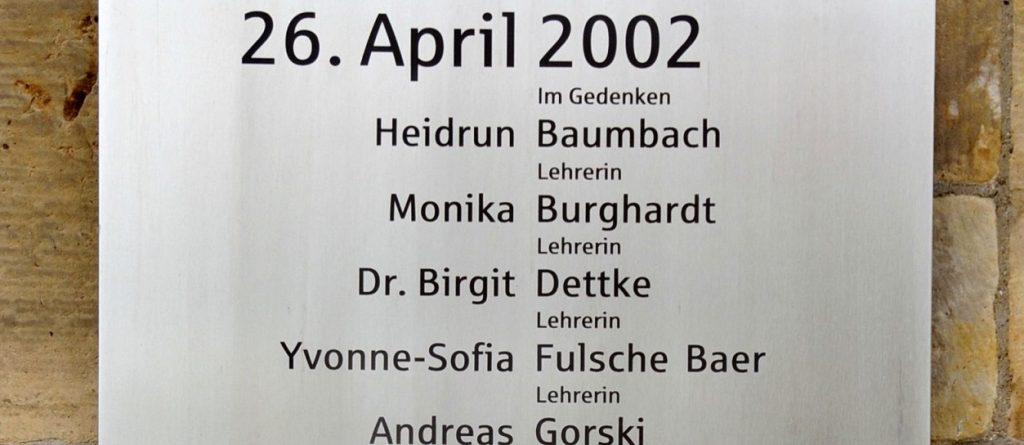 26. April 2002
Im Gedenken
Heidrun Baumbach
Lehrerin
Monika Burghardt
Lehrerin
Dr. Birgit Dettke
Lehrerin
Yvonne-Sofia Fulsche Baer
Lehrerin
Andreas Gorski